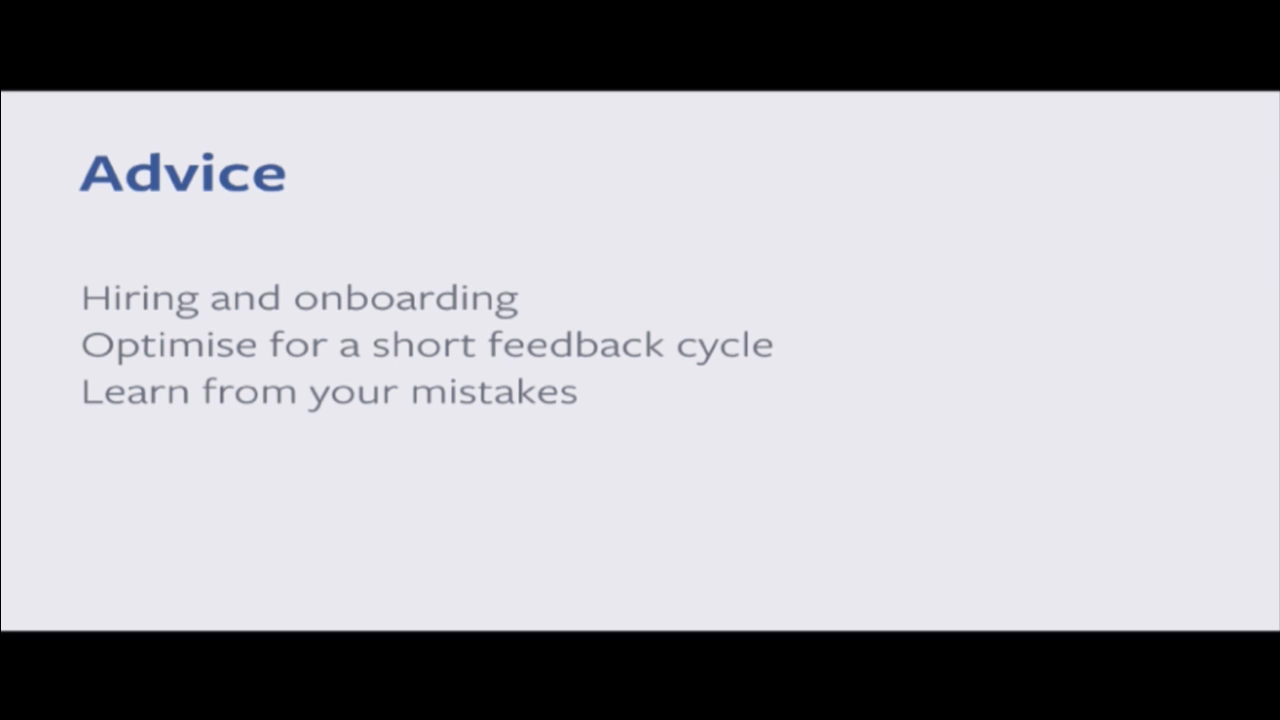 Advice
Hiring and onboarding
Optimise for a short feedback cycle
Learn from your mistakes